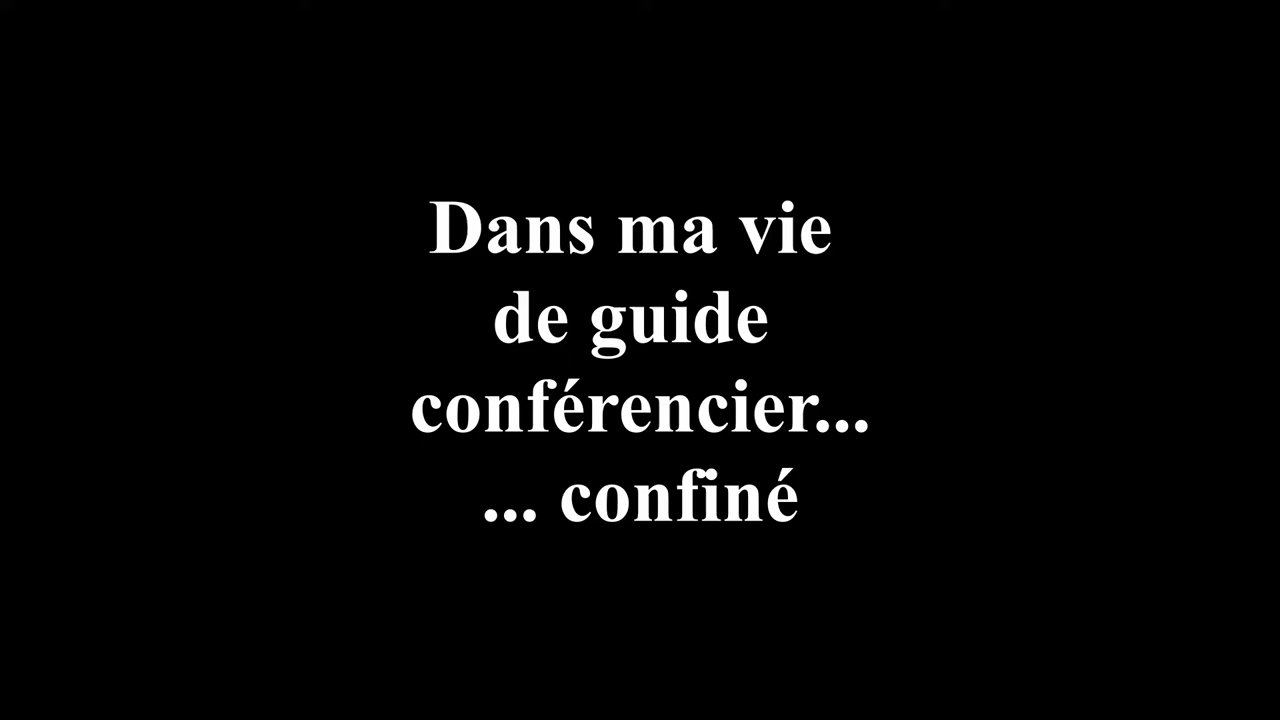 Dans ma vie
de guide
conférencier...
... confiné